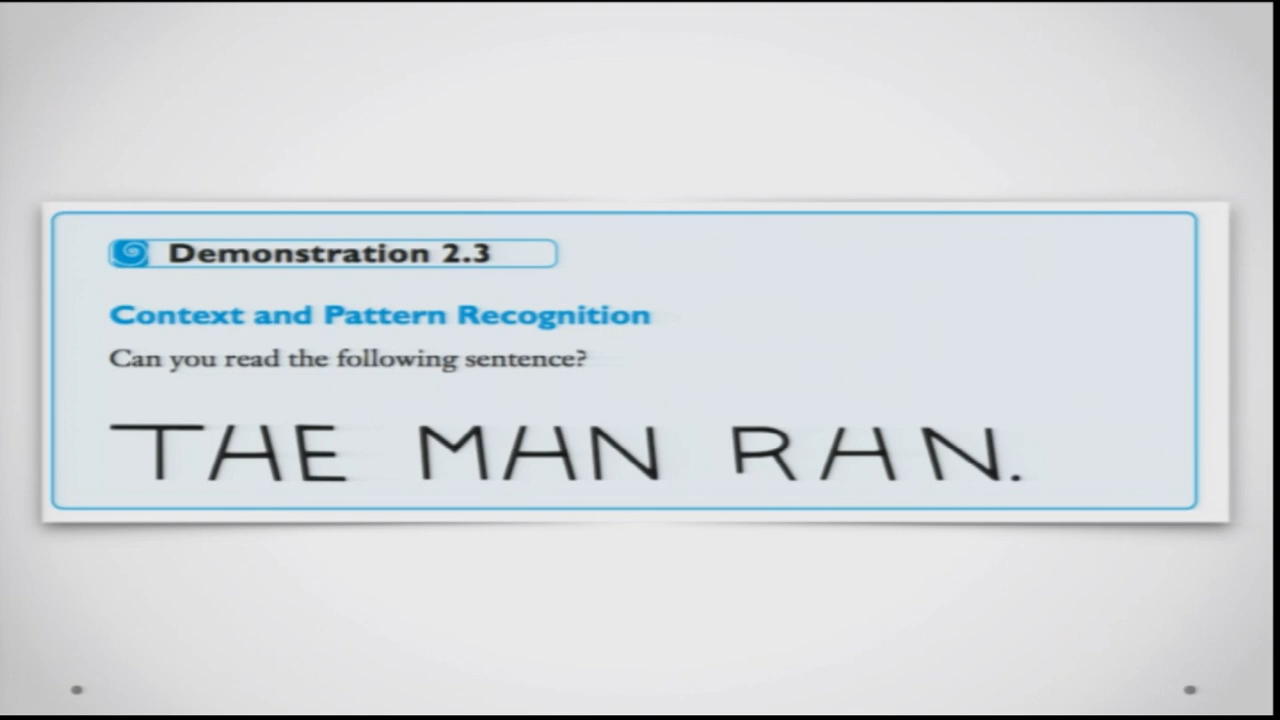 Demonstration 2.3
Context and Pattern Recognition
Can you read the following sentence?
THE MAN RAN.